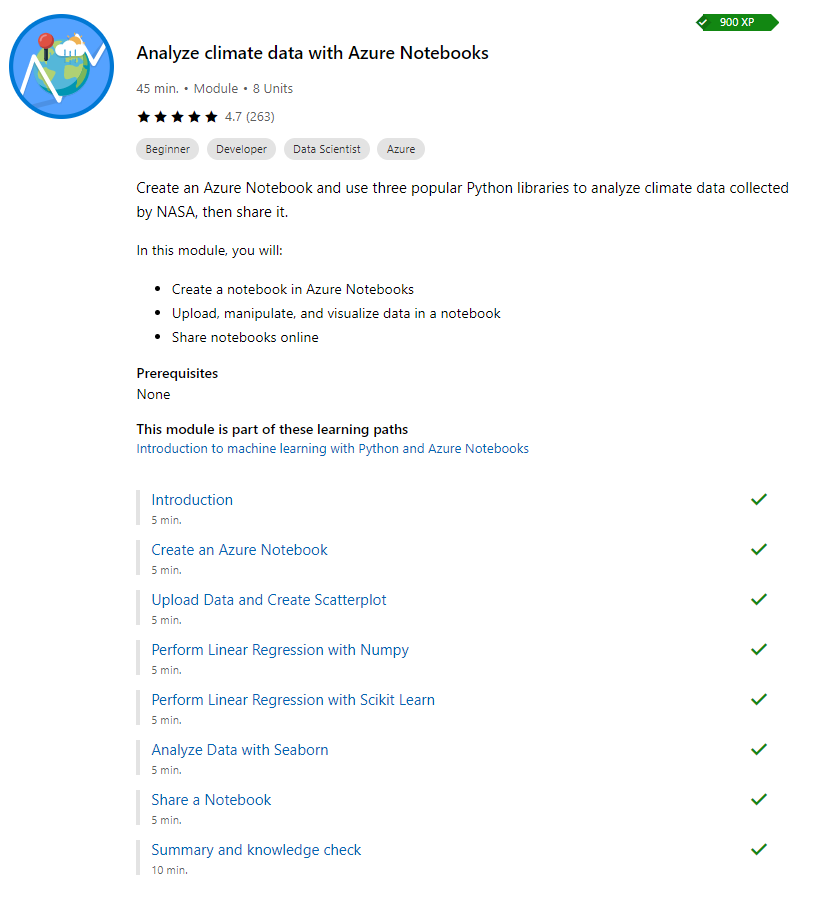 900 XP
Analyze climate data with Azure Notebooks
45 min. • Module • 8 Units
4.7 (263)
Beginner Developer Data Scientist Azure
Create an Azure Notebook and use three popular Python libraries to analyze climate data collected
by NASA, then share it.
In this module, you will:
• Create a notebook in Azure Notebooks
• Upload, manipulate, and visualize data in a notebook
• Share notebooks online
Prerequisites
None
This module is part of these learning paths
Introduction to machine learning with Python and Azure Notebooks
Introduction
5 min.
Create an Azure Notebook
5 min.
Upload Data and Create Scatterplot
5 min.
Perform Linear Regression with Numpy
5 min.
Perform Linear Regression with Scikit Learn
5 min.
Analyze Data with Seaborn
5 min.
Share a Notebook
5 min.
Summary and knowledge check
10 min.